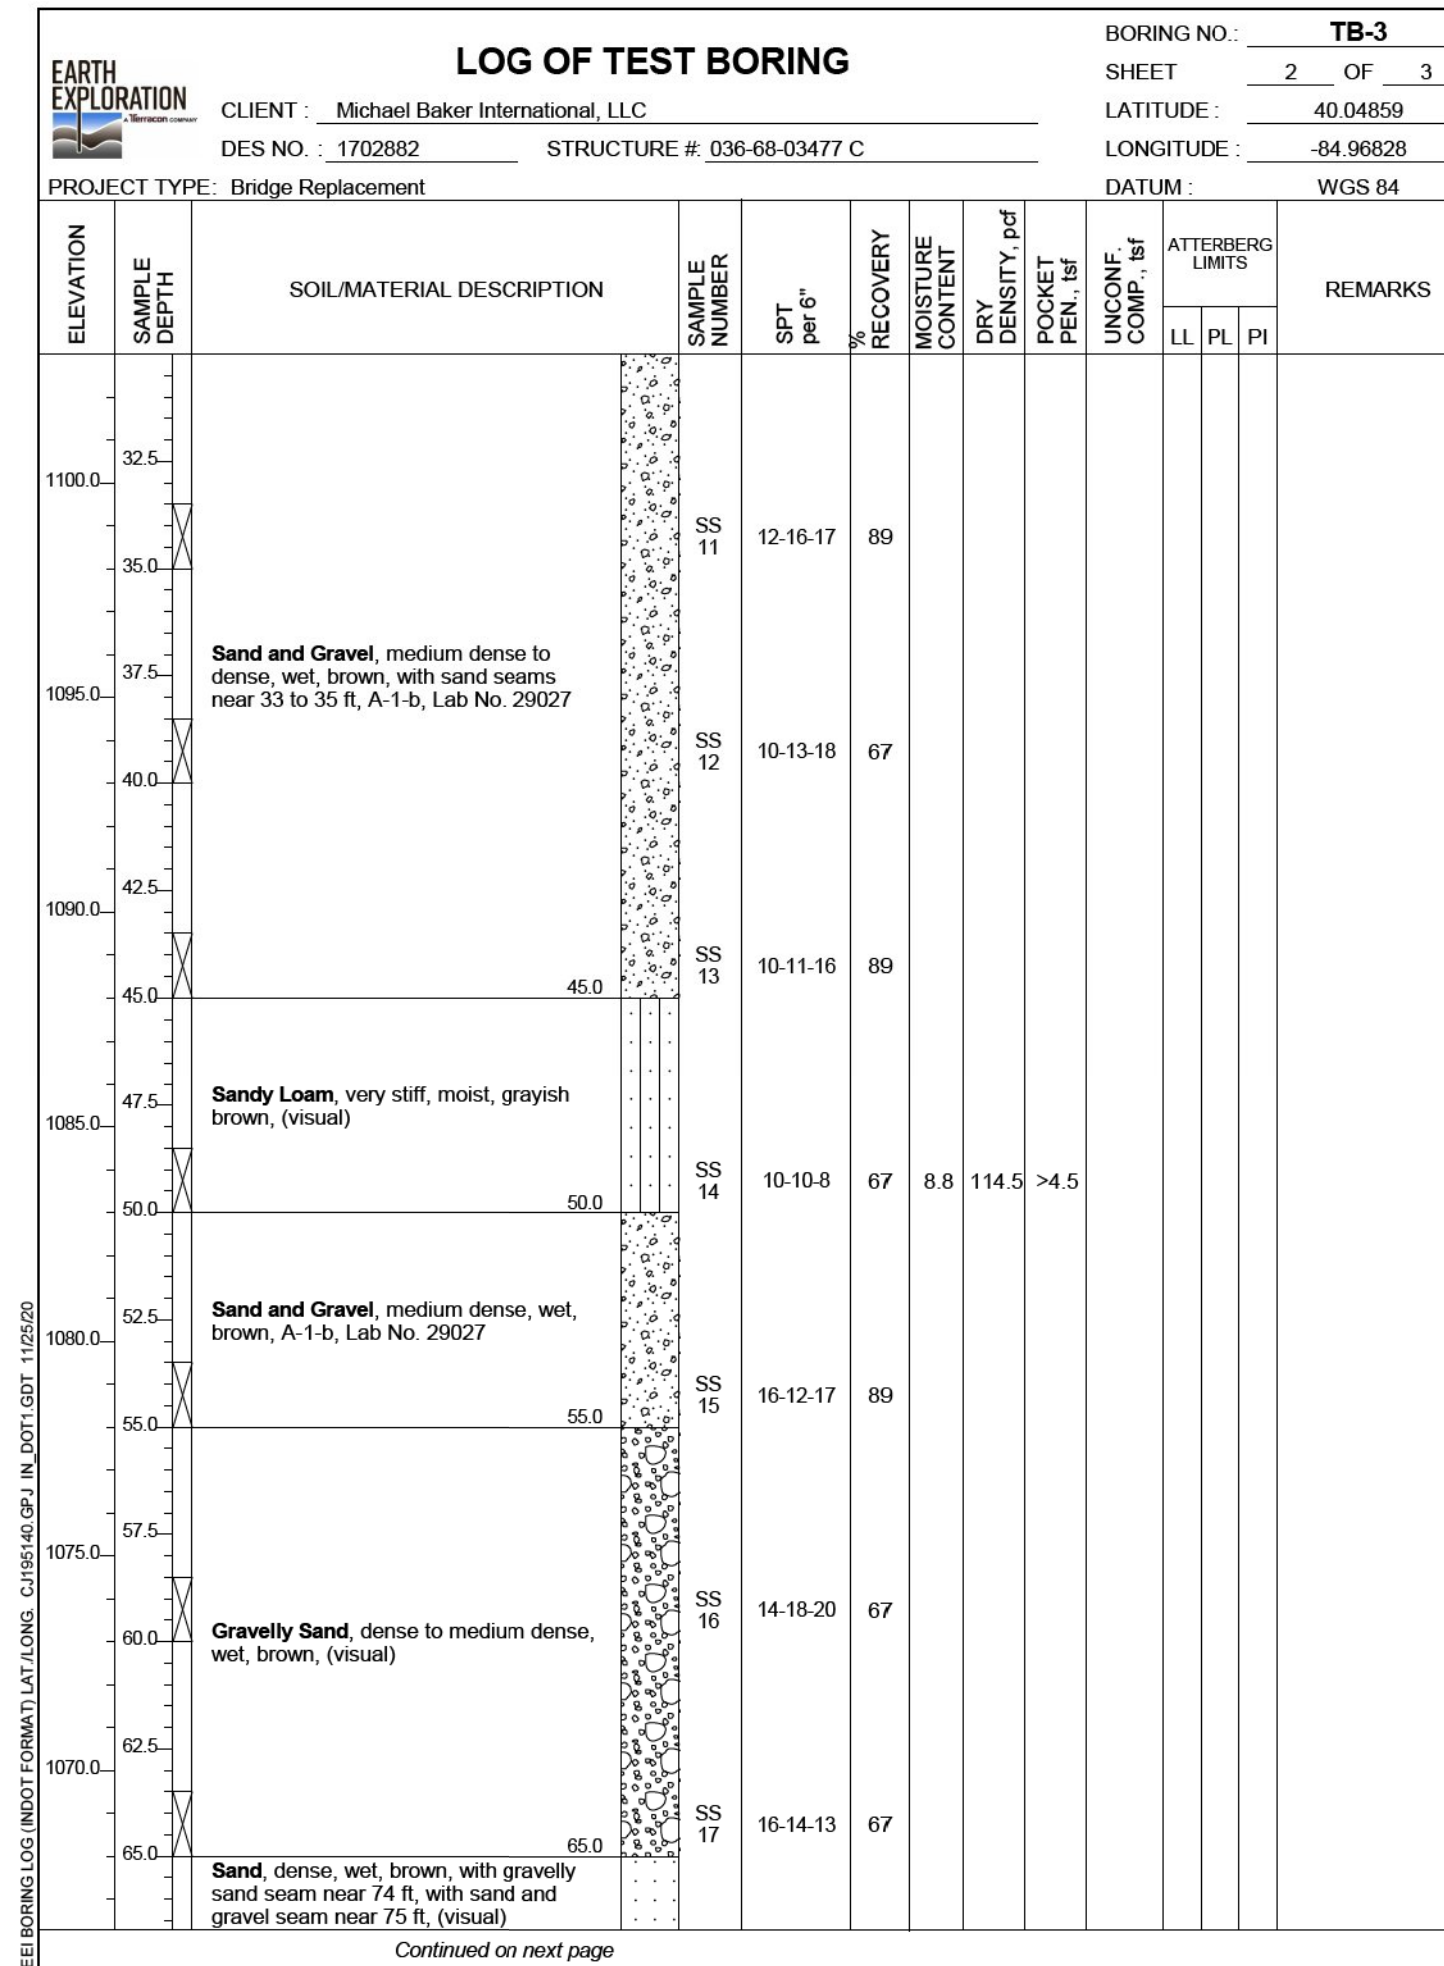 LOG OF TEST BORING
EARTH
EXPLORATION
A Terracon COMPANY
CLIENT : Michael Baker International, LLC
DES NO. : 1702882 STRUCTURE #: 036-68-03477 C
PROJECT TYPE: Bridge Replacement
BORING NO.: TB-3
SHEET 2 OF 3
LATITUDE : 40.04859
LONGITUDE : -84.96828
DATUM : WGS 84
ELEVATION
SAMPLE
DEPTH
SOIL/MATERIAL DESCRIPTION
SAMPLE
NUMBER
SPT
per 6"
%
RECOVERY
MOISTURE
CONTENT
DRY
DENSITY, pcf
POCKET
PEN., tsf
UNCONF.
COMP., tsf
ATTERBERG
LIMITS
LL PL PI
REMARKS
32.5
1100.0
SS
11
12-16-17 89
35.0
Sand and Gravel, medium dense to
dense, wet, brown, with sand seams
near 33 to 35 ft, A-1-b, Lab No. 29027
37.5
1095.0
SS
12
10-13-18 67
40.0
42.5
1090.0
SS
13
10-11-16 89
45.0 45.0
Sandy Loam, very stiff, moist, grayish
brown, (visual)
47.5
1085.0
SS
14
10-10-8 67 8.8 114.5 >4.5
50.0 50.0
Sand and Gravel, medium dense, wet,
brown, A-1-b, Lab No. 29027
52.5
1080.0
SS
15
16-12-17 89
55.0 55.0
57.5
1075.0
SS
16
14-18-20 67
60.0
Gravelly Sand, dense to medium dense,
wet, brown, (visual)
62.5
1070.0
SS
17
16-14-13 67
65.0 65.0
Sand, dense, wet, brown, with gravelly
sand seam near 74 ft, with sand and
gravel seam near 75 ft, (visual)
Continued on next page
EEI BORING LOG (INDOT FORMAT) LAT./LONG. CJ195140.GPJ IN_DOT1.GDT 11/25/20